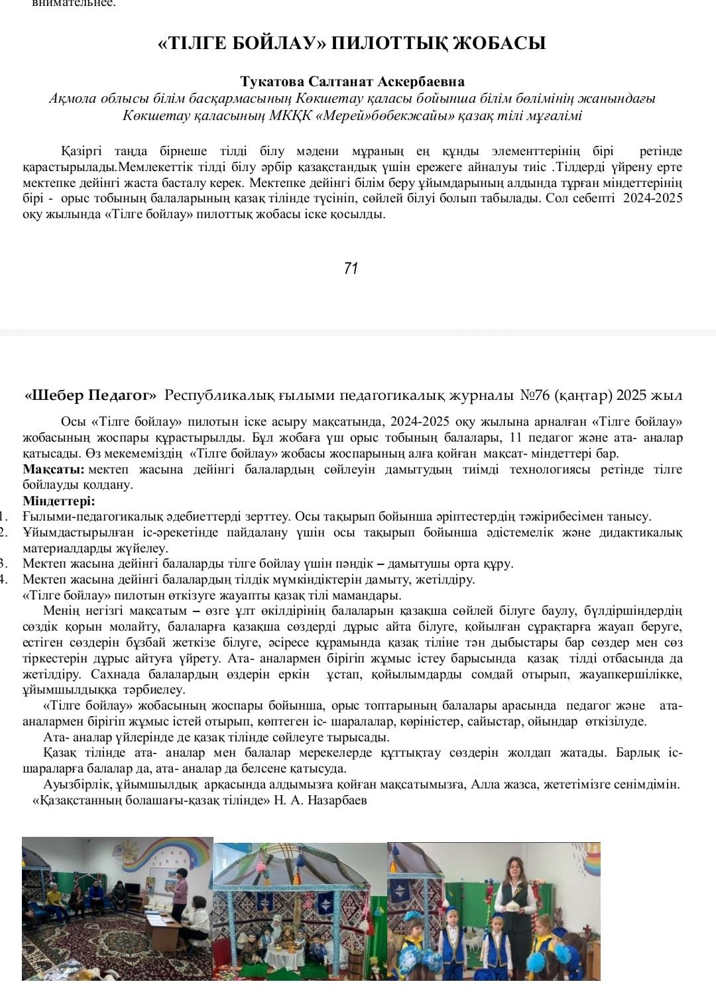 внимательнее.
«ТІЛГЕ БОЙЛАУ» ПИЛОТТЫҚ ЖОБАСЫ
Тукатова Салтанат Аскербаевна
Ақмола облысы білім басқармасының Көкшетау қаласы бойынша білім бөлімінің жанындағы
Көкшетау қаласының МКҚК «Мерей»бөбекжайы» қазақ тілі мұғалімі
Қазіргі таңда бірнеше тілді білу мәдени мұраның ең құнды элементтерінің бірі ретінде
қарастырылады.Мемлекеттік тілді білу әрбір қазақстандық үшін ережеге айналуы тиіс .Тілдерді үйрену ерте
мектепке дейінгі жаста басталу керек. Мектепке дейінгі білім беру ұйымдарының алдында тұрған міндеттерінің
бірі - орыс тобының балаларының қазақ тілінде түсініп, сөйлей білуі болып табылады. Сол себепті 2024-2025
оқу жылында «Тілге бойлау» пилоттық жобасы іске қосылды.
71
«Шебер Педагог» Республикалық ғылыми педагогикалық журналы №76 (қаңтар) 2025 жыл
Осы «Тілге бойлау» пилотын іске асыру мақсатында, 2024-2025 оқу жылына арналған «Тілге бойлау»
жобасының жоспары құрастырылды. Бұл жобаға үш орыс тобының балалары, 11 педагог және ата- аналар
қатысады. Өз мекемеміздің «Тілге бойлау» жобасы жоспарының алға қойған мақсат- міндеттері бар.
Мақсаты: мектеп жасына дейінгі балалардың сөйлеуін дамытудың тиімді технологиясы ретінде тілге
бойлауды қолдану.
Міндеттері:
1. Ғылыми-педагогикалық әдебиеттерді зерттеу. Осы тақырып бойынша әріптестердің тәжірибесімен танысу.
2. Ұйымдастырылған іс-әрекетінде пайдалану үшін осы тақырып бойынша әдістемелік және дидактикалық
материалдарды жүйелеу.
3. Мектеп жасына дейінгі балаларды тілге бойлау үшін пәндік – дамытушы орта құру.
4. Мектеп жасына дейінгі балалардың тілдік мүмкіндіктерін дамыту, жетілдіру.
«Тілге бойлау» пилотын өткізуге жауапты қазақ тілі мамандары.
Менің негізгі мақсатым – өзге ұлт өкілдірінің балаларын қазақша сөйлей білуге баулу, бүлдіршіндердің
сөздік қорын молайту, балаларға қазақша сөздерді дұрыс айта білуге, қойылған сұрақтарға жауап беруге,
естіген сөздерін бұзбай жеткізе білуге, әсіресе құрамында қазақ тіліне тән дыбыстары бар сөздер мен сөз
тіркестерін дұрыс айтуға үйрету. Ата- аналармен бірігіп жұмыс істеу барысында қазақ тілді отбасында да
жетілдіру. Сахнада балалардың өздерін еркін ұстап, қойылымдарды сомдай отырып, жауапкершілікке,
ұйымшылдыққа тәрбиелеу.
«Тілге бойлау» жобасының жоспары бойынша, орыс топтарының балалары арасында педагог және ата-
аналармен бірігіп жұмыс істей отырып, көптеген іс- шаралалар, көріністер, сайыстар, ойындар өткізілуде.
Ата- аналар үйлерінде де қазақ тілінде сөйлеуге тырысады.
Қазақ тілінде ата- аналар мен балалар мерекелерде құттықтау сөздерін жолдап жатады. Барлық іс-
шараларға балалар да, ата- аналар да белсене қатысуда.
Ауызбірлік, ұйымшылдық арқасында алдымызға қойған мақсатымызға, Алла жазса, жететімізге сенімдімін.
«Қазақстанның болашағы-қазақ тілінде» Н. А. Назарбаев